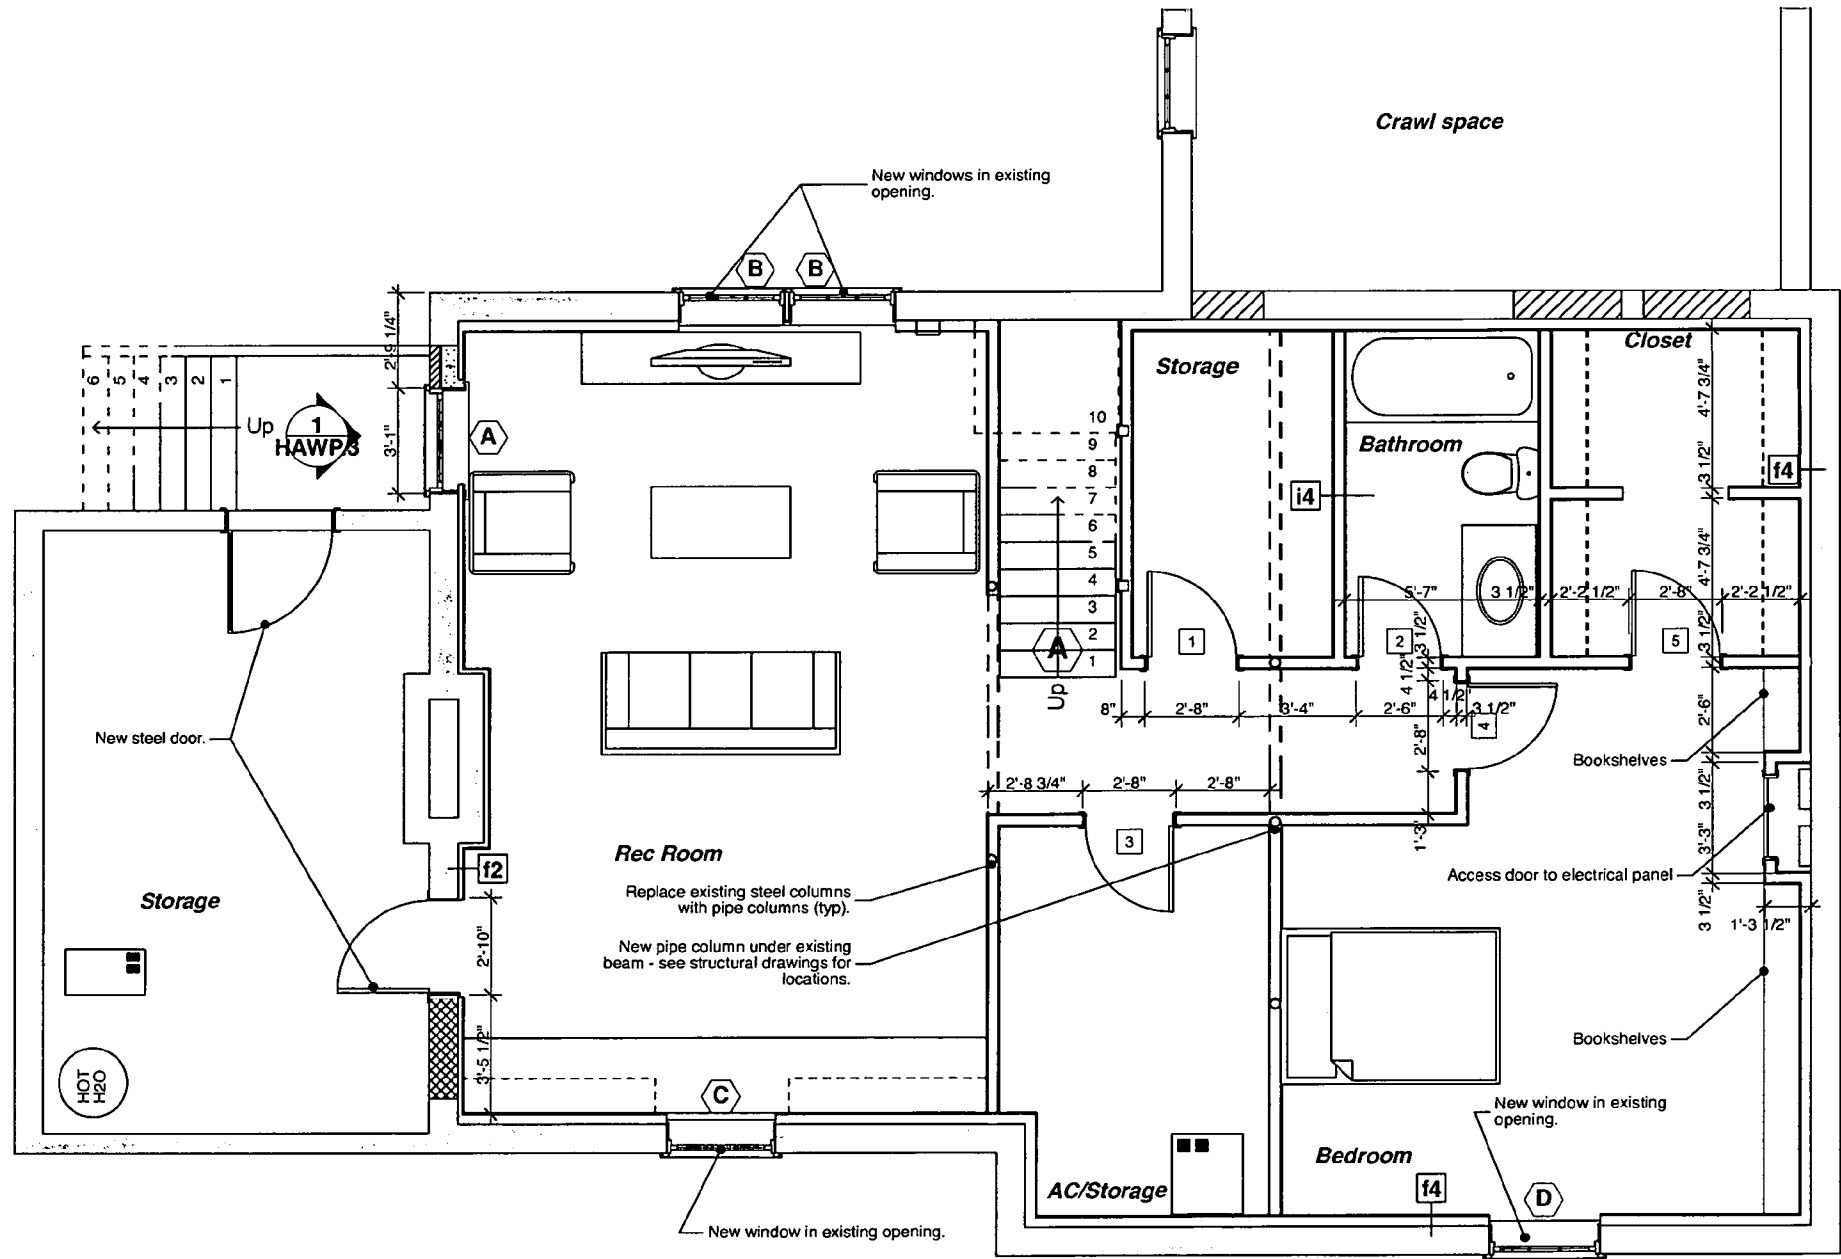 Crawl space
New windows in existing
opening.
B
B
2'-9 1/4"
3'-1"
6
5
4
3
2
1
Up
1
HAWP/3
A
Storage
Closet
Bathroom
10
9
8
7
6
5
4
3
2
1
A
Up
i4
f4
4'-7 3/4"
3 1/2"
4'-7 3/4"
3 1/2"
5'-7"
3 1/2"
2'-2 1/2"
2'-8"
2'-2 1/2"
1
2
5
3 1/2"
4 1/2"
4 1/2"
8"
2'-8"
3'-4"
2'-6"
3 1/2"
4
2'-8"
1'-3"
2'-6"
Bookshelves
3 1/2"
3'-3"
3 1/2"
1'-3 1/2"
2'-8 3/4"
2'-8"
2'-8"
3
New steel door.
Rec Room
f2
Storage
Replace existing steel columns
with pipe columns (typ).
New pipe column under existing
beam - see structural drawings for
locations.
Access door to electrical panel
2'-10"
3'-5 1/2"
HOT
H2O
C
Bookshelves
New window in existing
opening.
Bedroom
AC/Storage
f4
D
New window in existing opening.